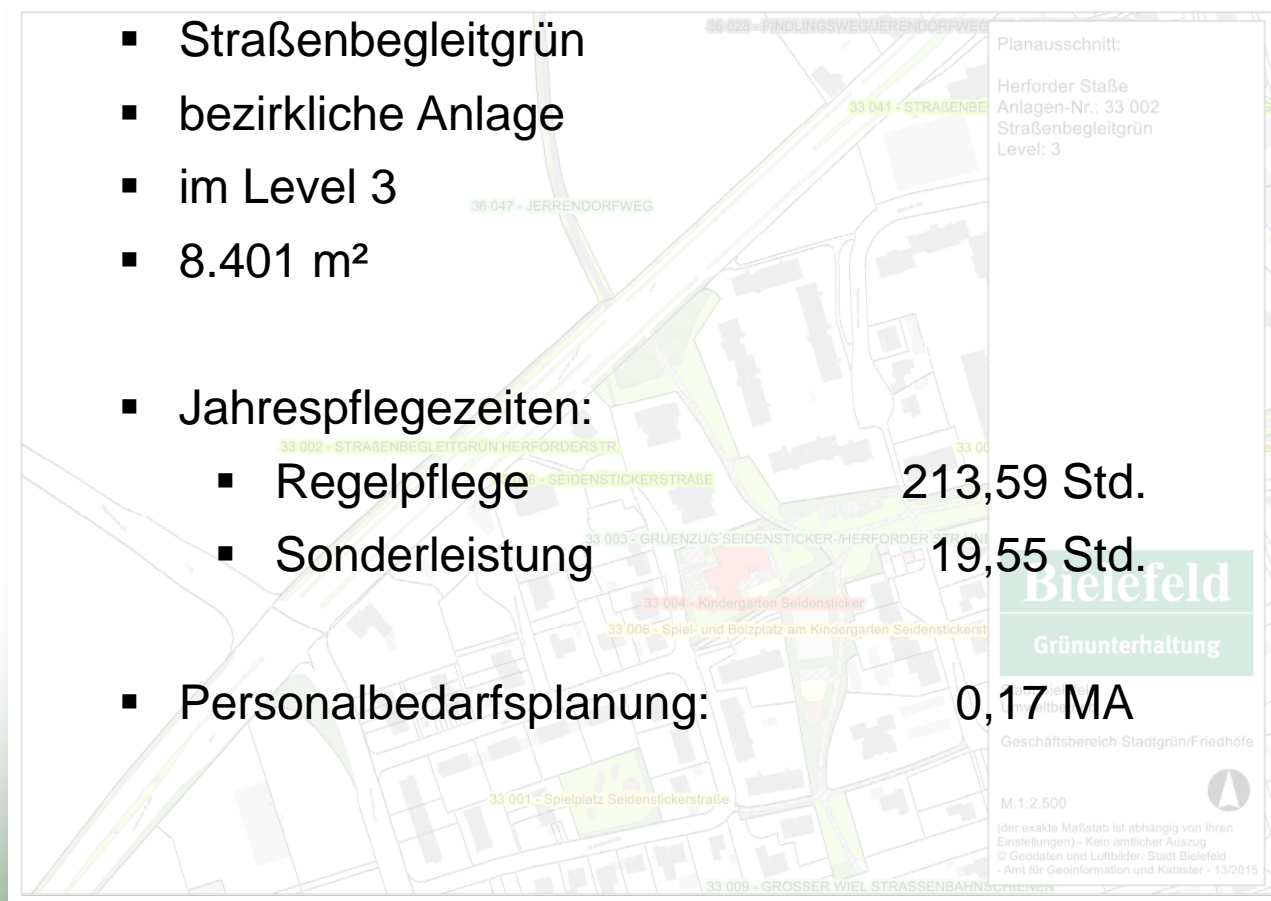 Straßenbegleitgrün
bezirkliche Anlage
im Level 3
8.401 m²
Jahrespflegezeiten:
Regelpflege 213,59 Std.
Sonderleistung 19,55 Std.
Personalbedarfsplanung: 0,17 MA
36 028 - FINDLINGSWEG/JERENDORFWEG
33 041 - STRAßENBE
36 047 - JERRENDORFWEG
33 002 - STRAßENBEGLEITGRÜN HERFORDERSTR.
- SEIDENSTICKERSTRAßE
33 003 - GRUENZUG SEIDENSTICKER-/HERFORDER
33 004 - Kindergarten Seidensticker
33 006 - Spiel- und Bolzplatz am Kindergarten Seidenstickerst
33 001 - Spielplatz Seidenstickerstraße
33 009 - GROSSER WIEL STRASSENBAHNSCHIENEN
Planausschnitt:
Herforder Staße
Anlagen-Nr.: 33 002
Straßenbegleitgrün
Level: 3
Bielefeld
Grünunterhaltung
Geschäftsbereich Stadtgrün/Friedhöfe
M.1:2.500
(der exakte Maßstab ist abhängig von Ihren
Einstellungen) - Kein amtlicher Auszug
© Geodaten und Luftbilder: Stadt Bielefeld
- Amt für Geoinformation und Kataster - 13/2015